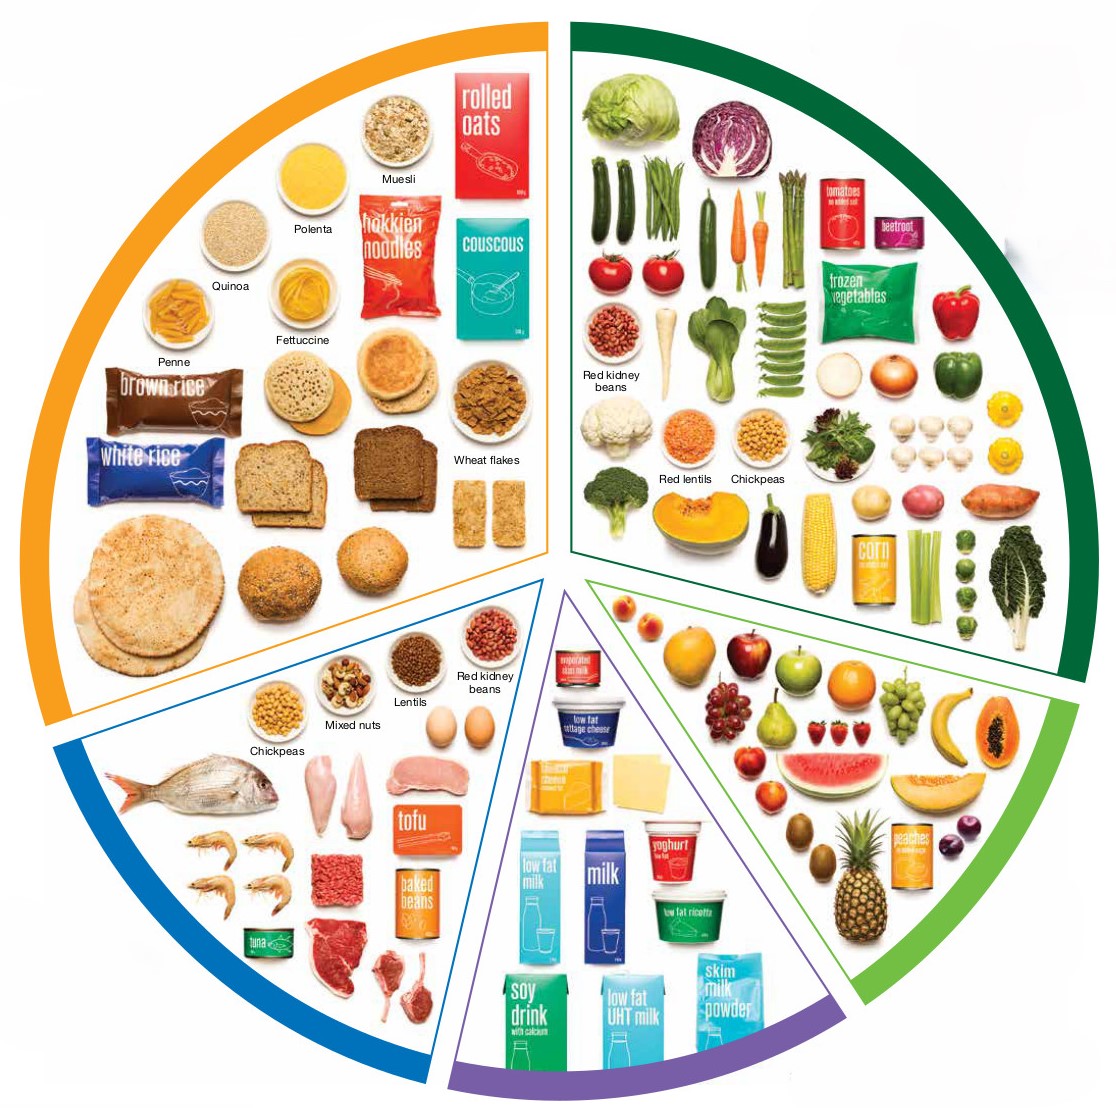 rolled
oats
Muesli
Polenta
hokkien
noodles
couscous
Quinoa
Fettuccine
Penne
brown rice
white rice
Wheat flakes
tomatoes
no added salt
beetroot
frozen
vegetables
Red kidney
beans
Red lentils
Chickpeas
corn
Red kidney
beans
Lentils
Mixed nuts
Chickpeas
tofu
baked
beans
tuna
evaporated
skim milk
low fat
cottage cheese
cheese
yoghurt
low fat
low fat
milk
milk
low fat ricotta
soy
drink
with calcium
low fat
UHT milk
skim
milk
powder
peaches